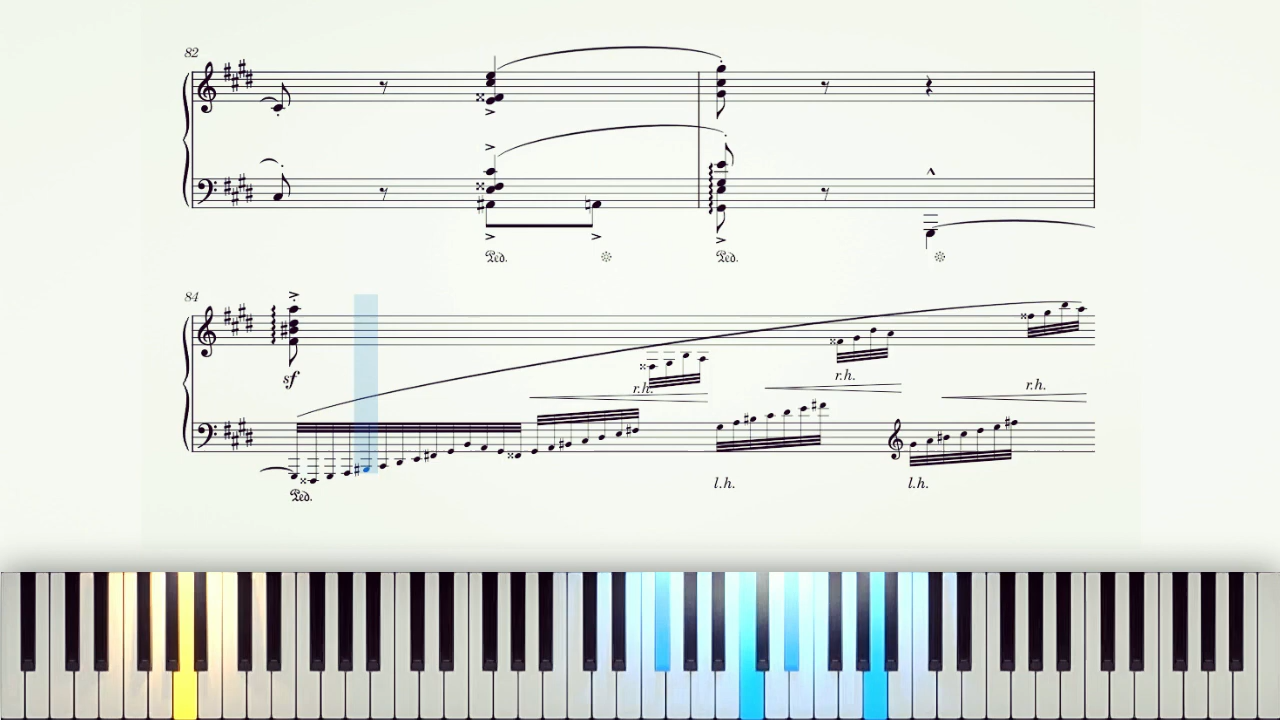 82
Ped. Ped.
84
sf
r.h. r.h. r.h.
Ped.
l.h. l.h.